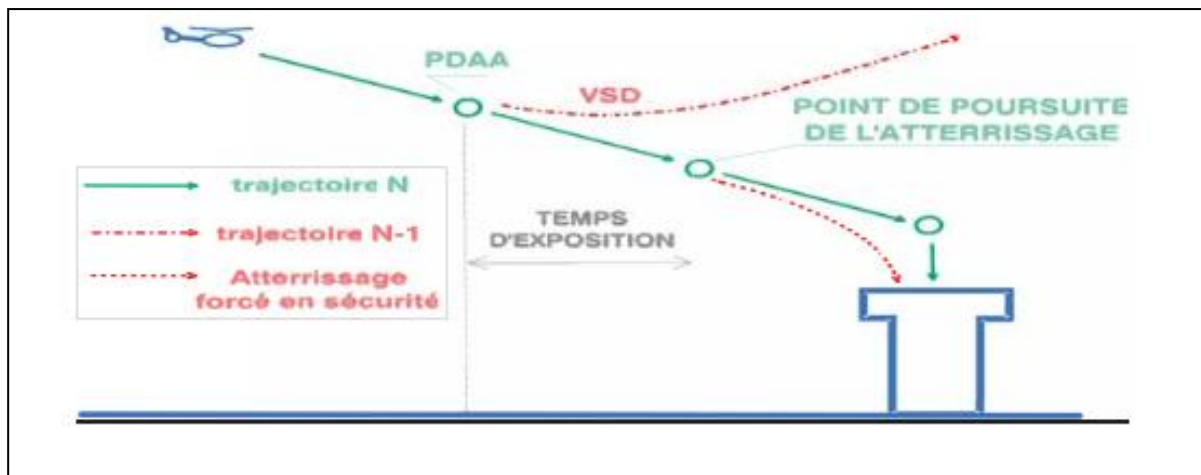 PDAA
VSD
POINT DE POURSUITE
DE L'ATTERRISSAGE
trajectoire N
trajectoire N-1
Atterrissage
forcé en sécurité
TEMPS
D'EXPOSITION